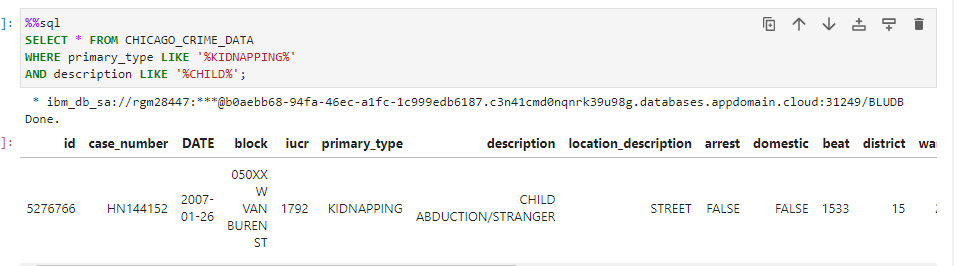 ]: %%sql
SELECT * FROM CHICAGO_CRIME_DATA
WHERE primary_type LIKE '%KIDNAPPING%'
AND description LIKE '%CHILD%';
* ibm_db_sa://rgm28447:***@b0aebb68-94fa-46ec-a1fc-1c999edb6187.c3n41cmd0nqnrk39u98g.databases.appdomain.cloud:31249/BLUDB
Done.
]: id case_number DATE block iucr primary_type description location_description arrest domestic beat district
5276766 HN144152 2007-
01-26 050XX
W
VAN
BUREN
ST 1792 KIDNAPPING CHILD
ABDUCTION/STRANGER STREET FALSE FALSE 1533 15